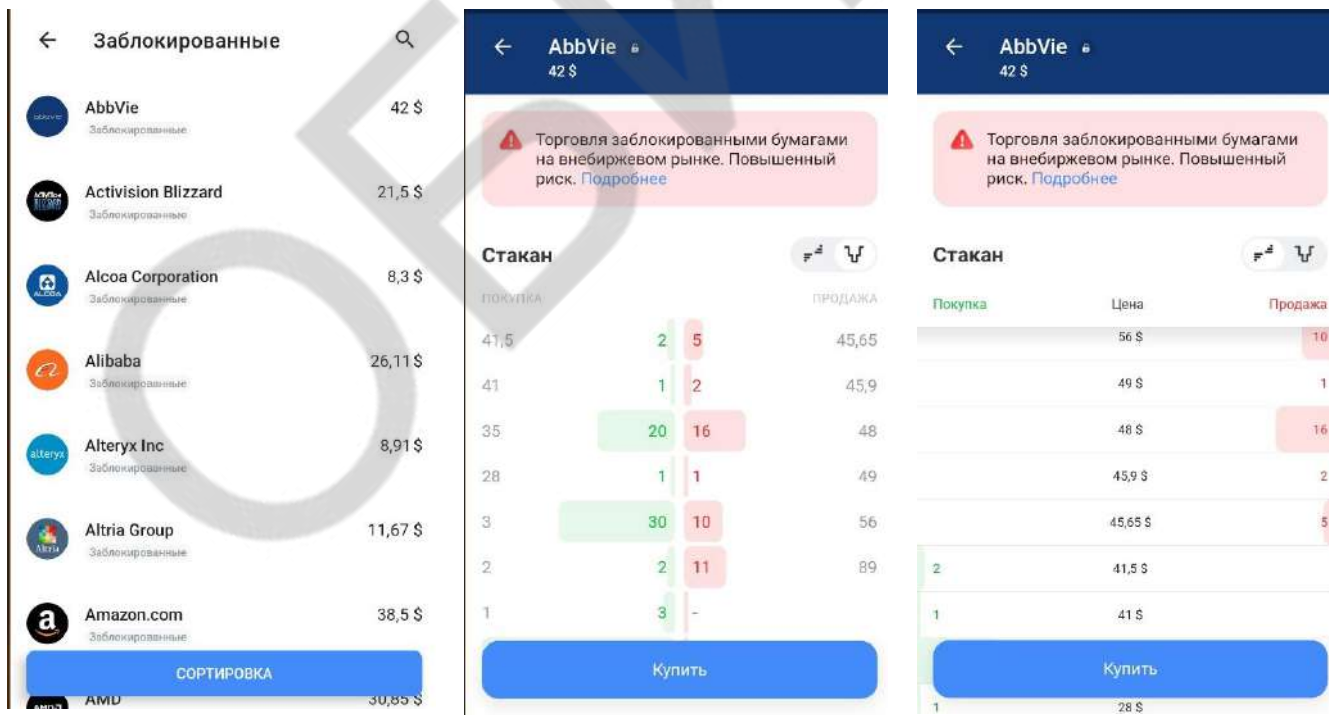 Заблокированные
abbvie
AbbVie
42 $
Заблокированные
Activision Blizzard
21,5 $
Заблокированные
ALCOA
Alcoa Corporation
8,3 $
Заблокированные
Alibaba
26,11 $
Заблокированные
alteryx
Alteryx Inc
8,91 $
Заблокированные
Altria
Altria Group
11,67 $
Заблокированные
a
Amazon.com
38,5 $
Заблокированные
СОРТИРОВКА
AMD
30,85 $
AbbVie
42 $
Торговля заблокированными бумагами
на внебиржевом рынке. Повышенный
риск. Подробнее
Стакан
ПОКУПКА ПРОДАЖА
41,5 2 5 45,65
41 1 2 45,9
35 20 16 48
28 1 1 49
3 30 10 56
2 2 11 89
1 3 -
Купить
AbbVie
42 $
Торговля заблокированными бумагами
на внебиржевом рынке. Повышенный
риск. Подробнее
Стакан
Покупка Цена Продажа
56 $ 10
49 $ 1
48 $ 16
45,9 $ 2
45,65 $ 5
2 41,5 $
1 41 $
Купить
1 28 $